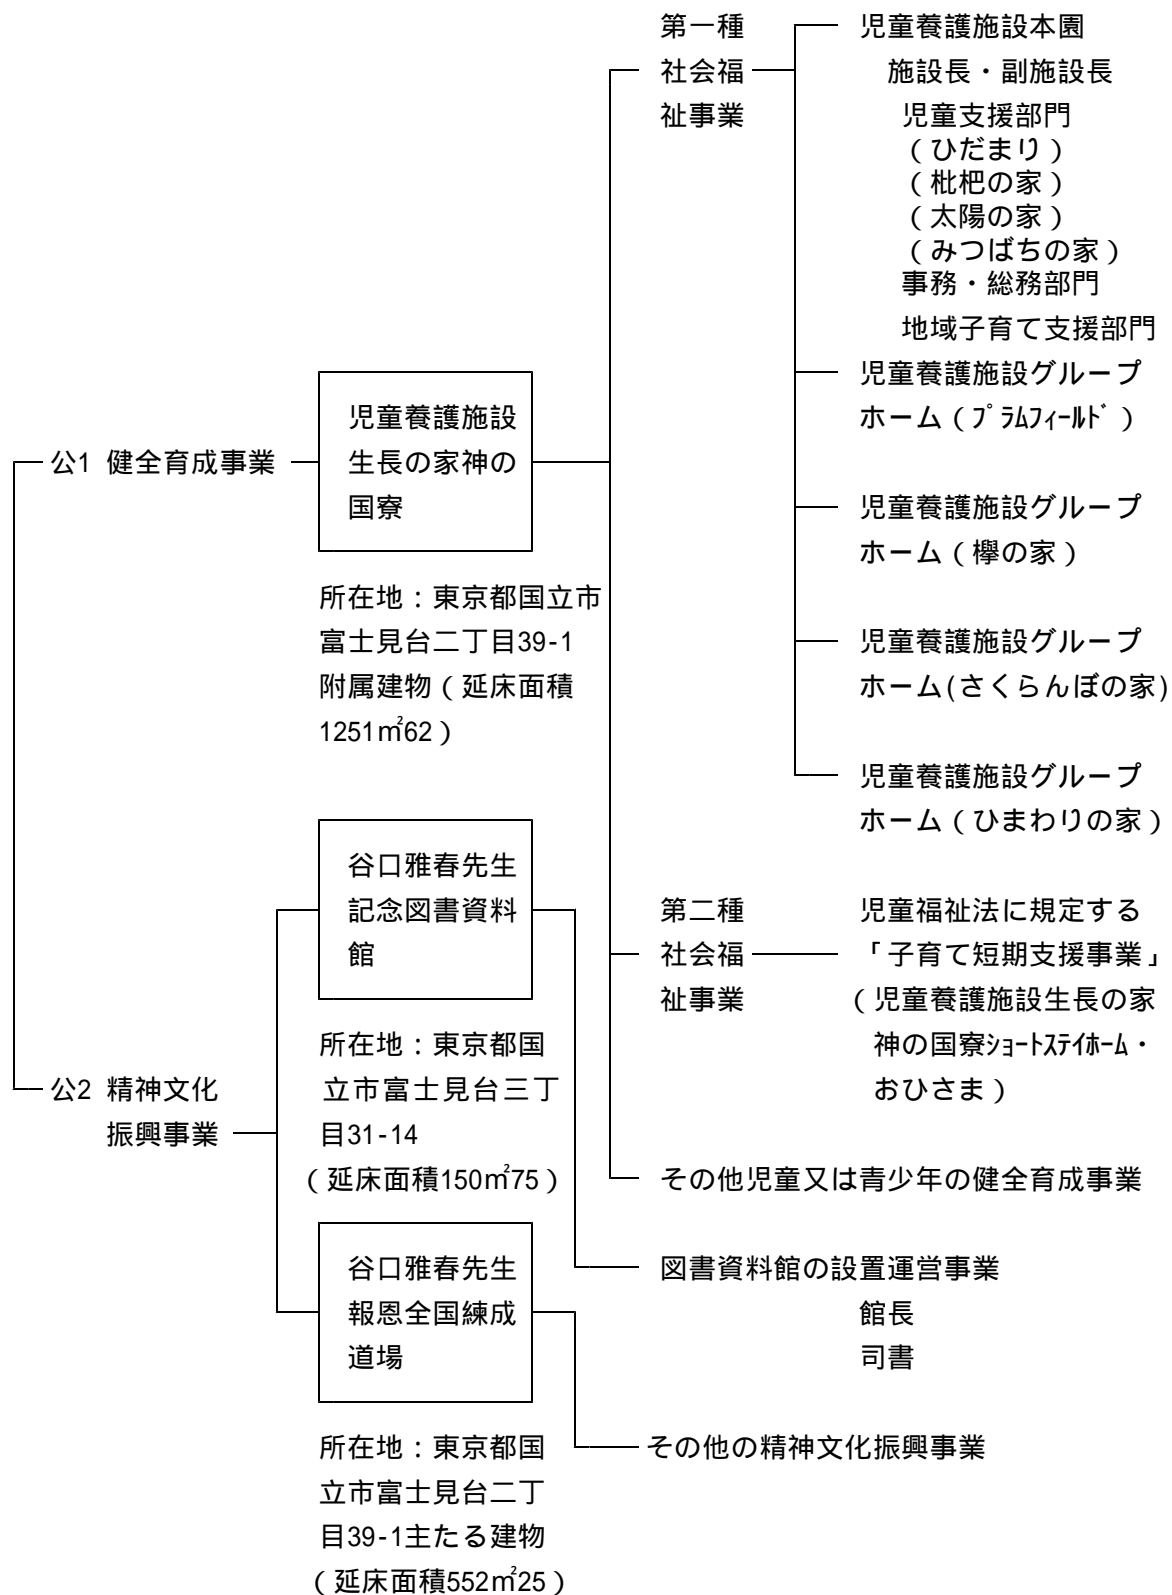 公1 健全育成事業
児童養護施設
生長の家神の
国寮
所在地：東京都国立市
富士見台二丁目39-1
附属建物（延床面積
1251㎡62）
第一種
社会福
祉事業
児童養護施設本園
施設長・副施設長
児童支援部門
（ひだまり）
（枇杷の家）
（太陽の家）
（みつばちの家）
事務・総務部門
地域子育て支援部門
児童養護施設グループ
ホーム（ﾌﾟﾗﾑﾌｨｰﾙﾄﾞ）
児童養護施設グループ
ホーム（欅の家）
児童養護施設グループ
ホーム(さくらんぼの家)
児童養護施設グループ
ホーム（ひまわりの家）
第二種
社会福
祉事業
児童福祉法に規定する
「子育て短期支援事業」
（児童養護施設生長の家
神の国寮ｼｮｰﾄｽﾃｲﾎｰﾑ・
おひさま）
その他児童又は青少年の健全育成事業
公2 精神文化
振興事業
谷口雅春先生
記念図書資料
館
所在地：東京都国
立市富士見台三丁
目31-14
（延床面積150㎡75）
図書資料館の設置運営事業
館長
司書
谷口雅春先生
報恩全国練成
道場
所在地：東京都国
立市富士見台二丁
目39-1主たる建物
（延床面積552㎡25）
その他の精神文化振興事業